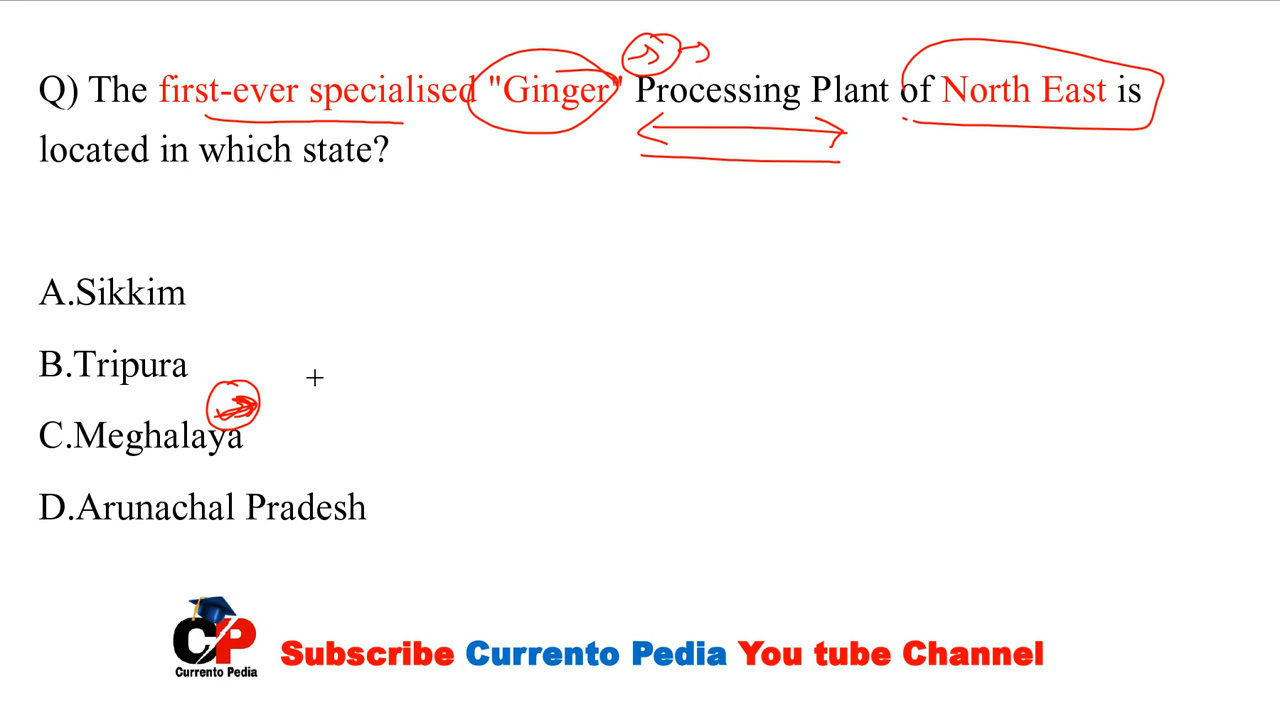 Q) The first-ever specialised "Ginger" Processing Plant of North East is
located in which state?
A.Sikkim
B.Tripura
C.Meghalaya
D.Arunachal Pradesh
CP
Currento Pedia
Subscribe Currento Pedia You tube Channel